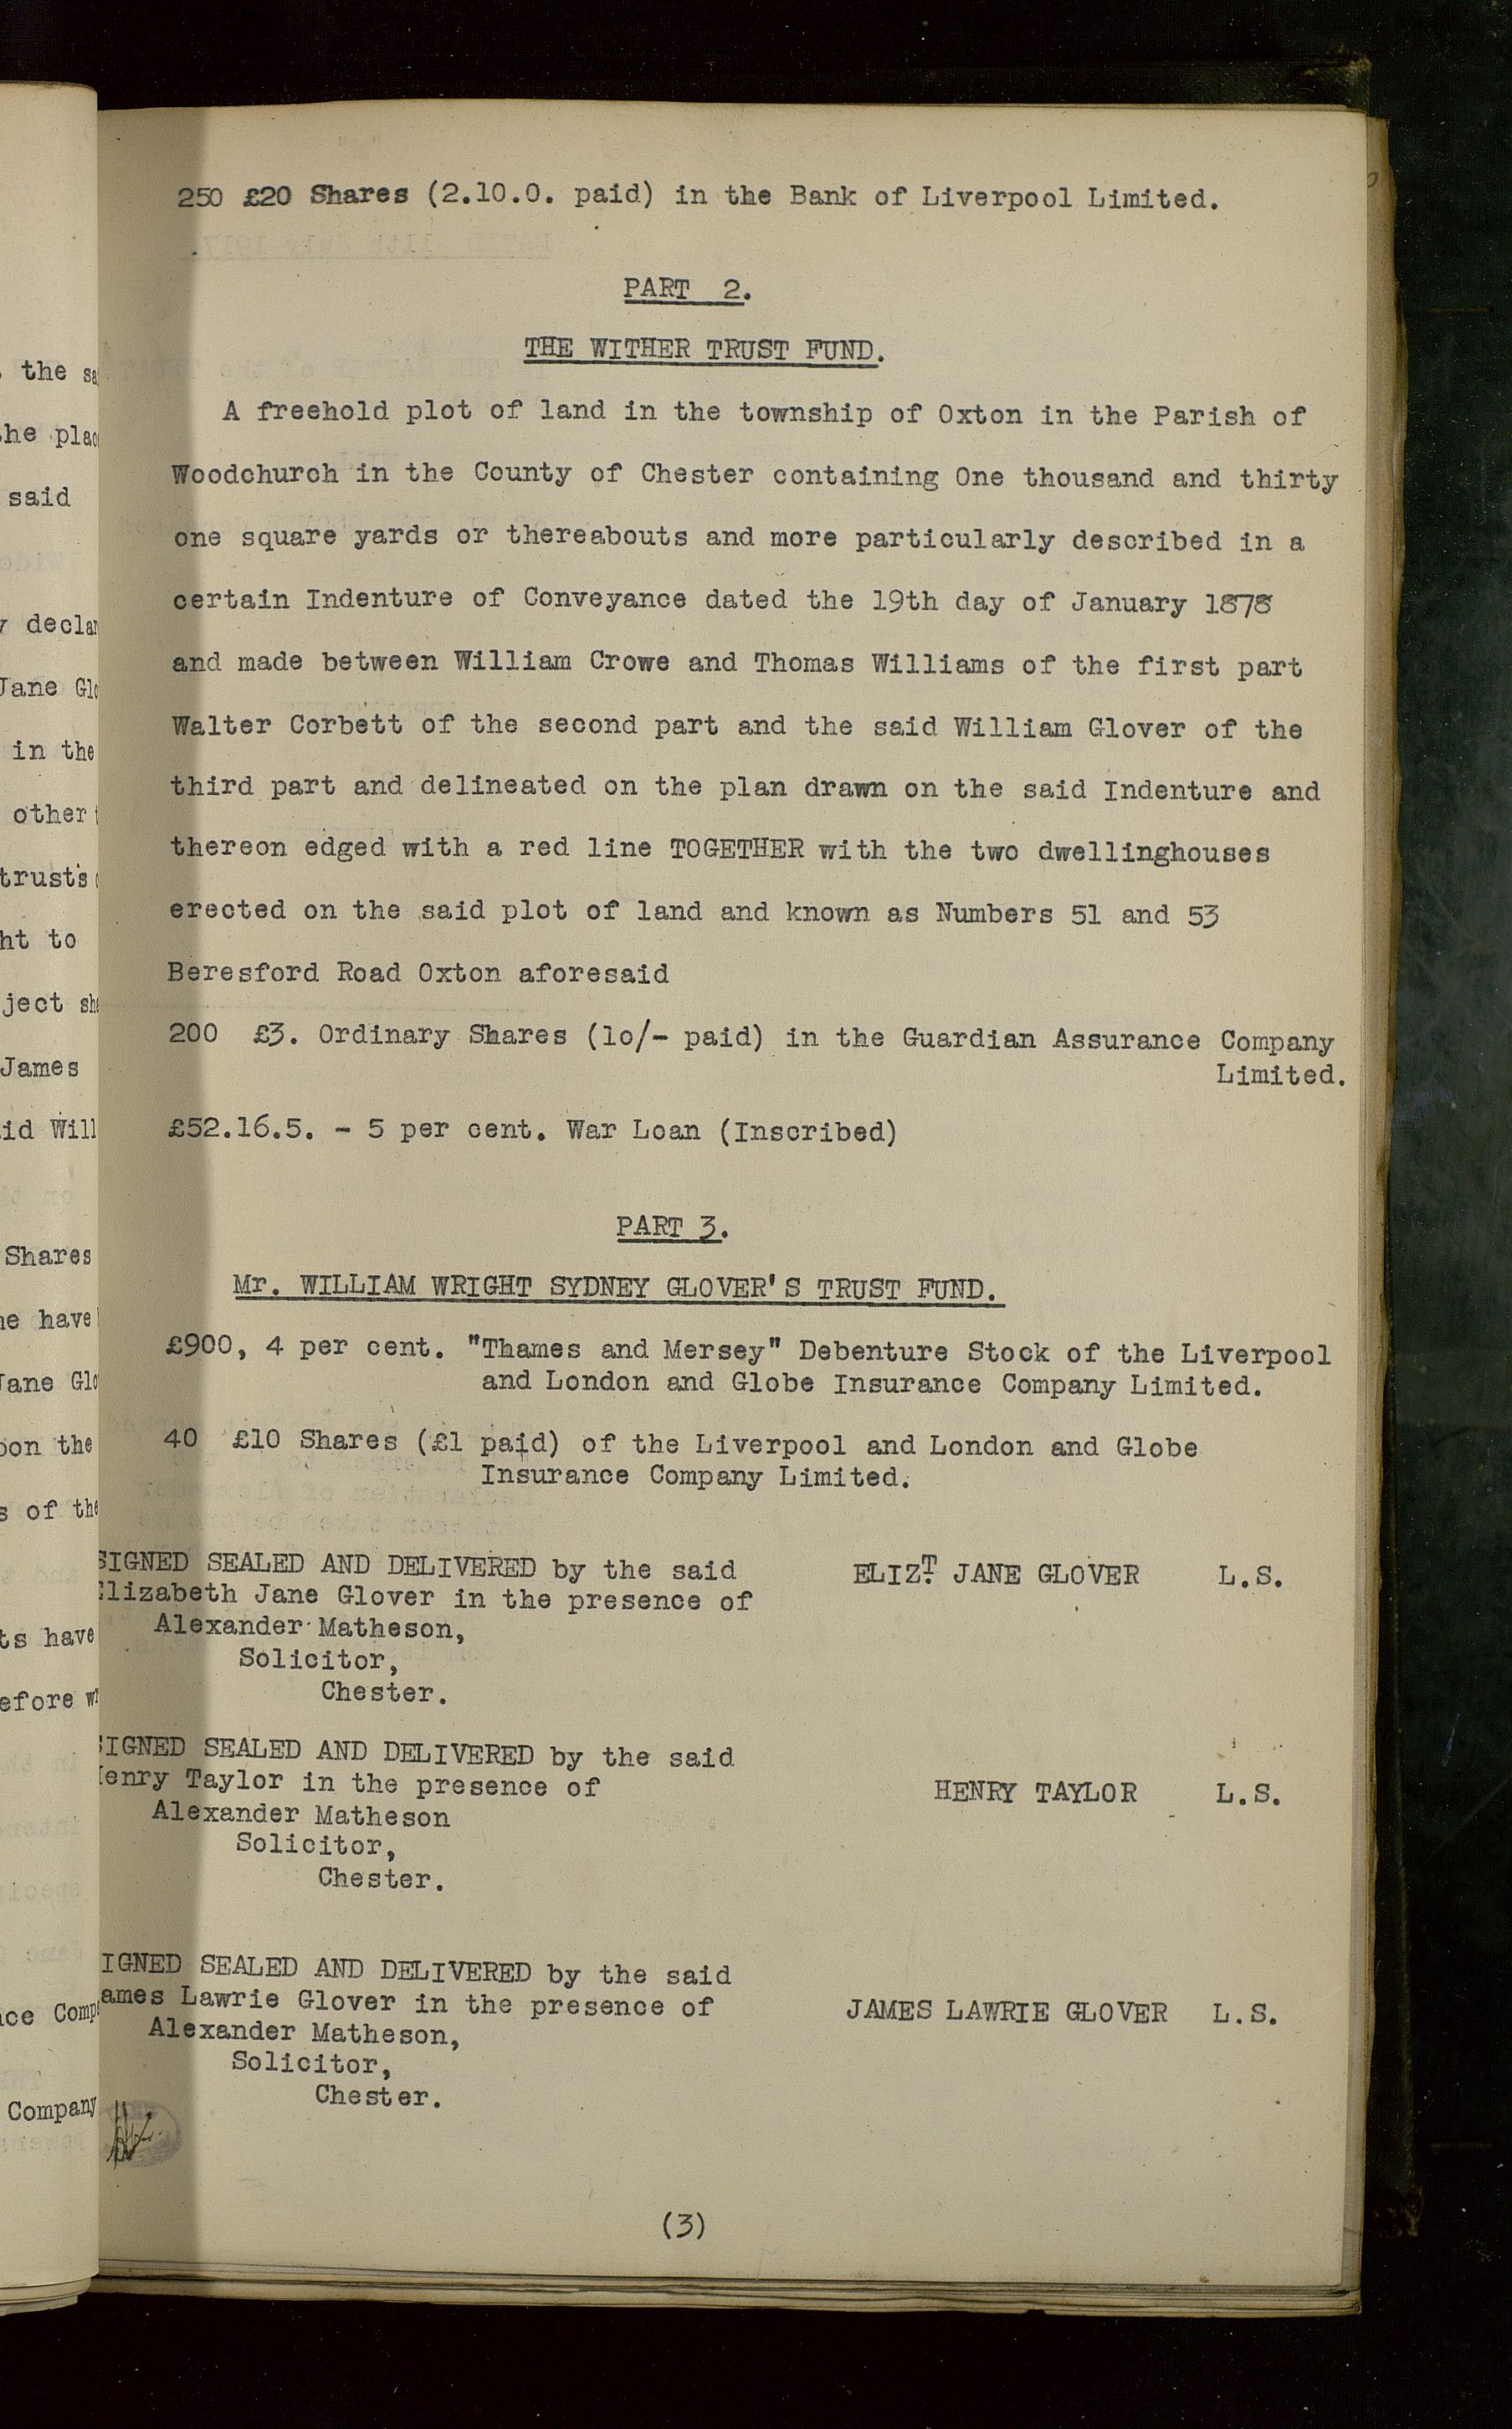 250 £20 Shares (2.10.0. paid) in the Bank of Liverpool Limited.
PART 2.
THE WITHER TRUST FUND.
A freehold plot of land in the township of Oxton in the Parish of
Woodchurch in the County of Chester containing One thousand and thirty
one square yards or thereabouts and more particularly described in a
certain Indenture of Conveyance dated the 19th day of January 1878
and made between William Crowe and Thomas Williams of the first part
Walter Corbett of the second part and the said William Glover of the
third part and delineated on the plan drawn on the said Indenture and
thereon edged with a red line TOGETHER with the two dwellinghouses
erected on the said plot of land and known as Numbers 51 and 53
Beresford Road Oxton aforesaid
200 £3. Ordinary Shares (lo/- paid) in the Guardian Assurance Company
Limited.
£52.16.5. - 5 per cent. War Loan (Inscribed)
PART 3.
Mr. WILLIAM WRIGHT SYDNEY GLOVER'S TRUST FUND.
£900, 4 per cent. "Thames and Mersey" Debenture Stock of the Liverpool
and London and Globe Insurance Company Limited.
40 £10 Shares (£1 paid) of the Liverpool and London and Globe
Insurance Company Limited.
SIGNED SEALED AND DELIVERED by the said
Elizabeth Jane Glover in the presence of
Alexander Matheson,
Solicitor,
Chester.
ELIZT. JANE GLOVER L.S.
SIGNED SEALED AND DELIVERED by the said
Henry Taylor in the presence of
Alexander Matheson
Solicitor,
Chester.
HENRY TAYLOR L.S.
IGNED SEALED AND DELIVERED by the said
ames Lawrie Glover in the presence of
Alexander Matheson,
Solicitor,
Chester.
JAMES LAWRIE GLOVER L.S.
(3)